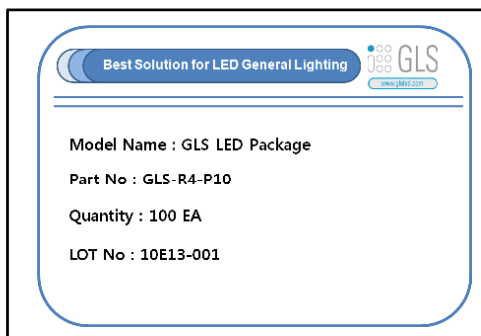 Best Solution for LED General Lighting
GLS
www.glsled.com
Model Name : GLS LED Package
Part No : GLS-R4-P10
Quantity : 100 EA
LOT No : 10E13-001